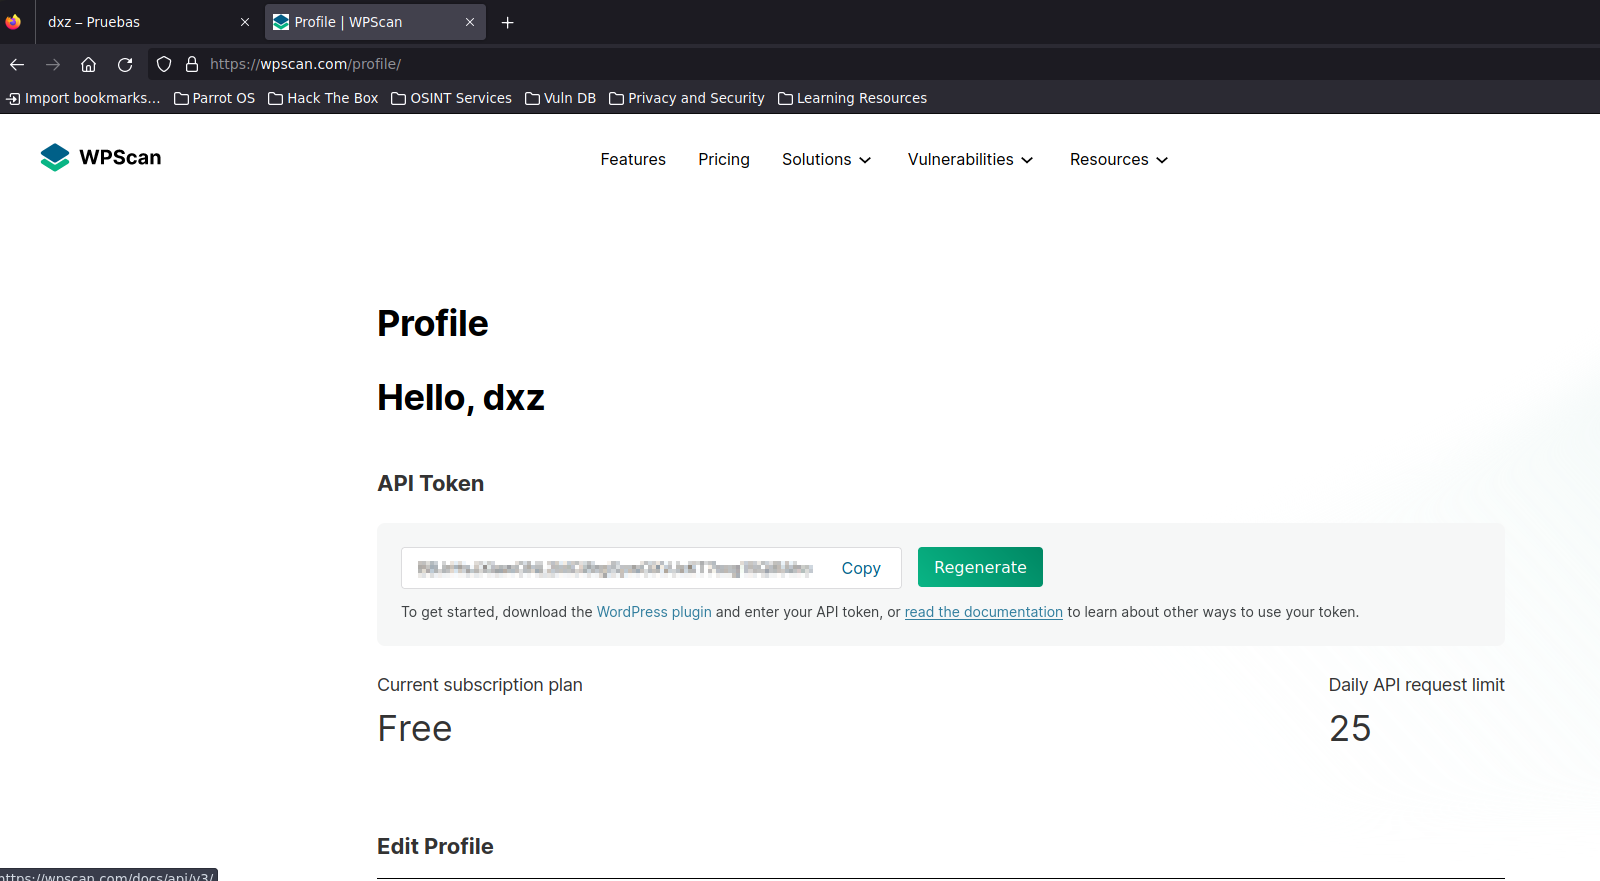 dxz – Pruebas
Profile | WPScan
https://wpscan.com/profile/
Import bookmarks...
Parrot OS
Hack The Box
OSINT Services
Vuln DB
Privacy and Security
Learning Resources
WPScan
Features
Pricing
Solutions
Vulnerabilities
Resources
Profile
Hello, dxz
API Token
Copy
Regenerate
To get started, download the WordPress plugin and enter your API token, or read the documentation to learn about other ways to use your token.
Current subscription plan
Daily API request limit
Free
25
Edit Profile
https://wpscan.com/docs/api/v3/